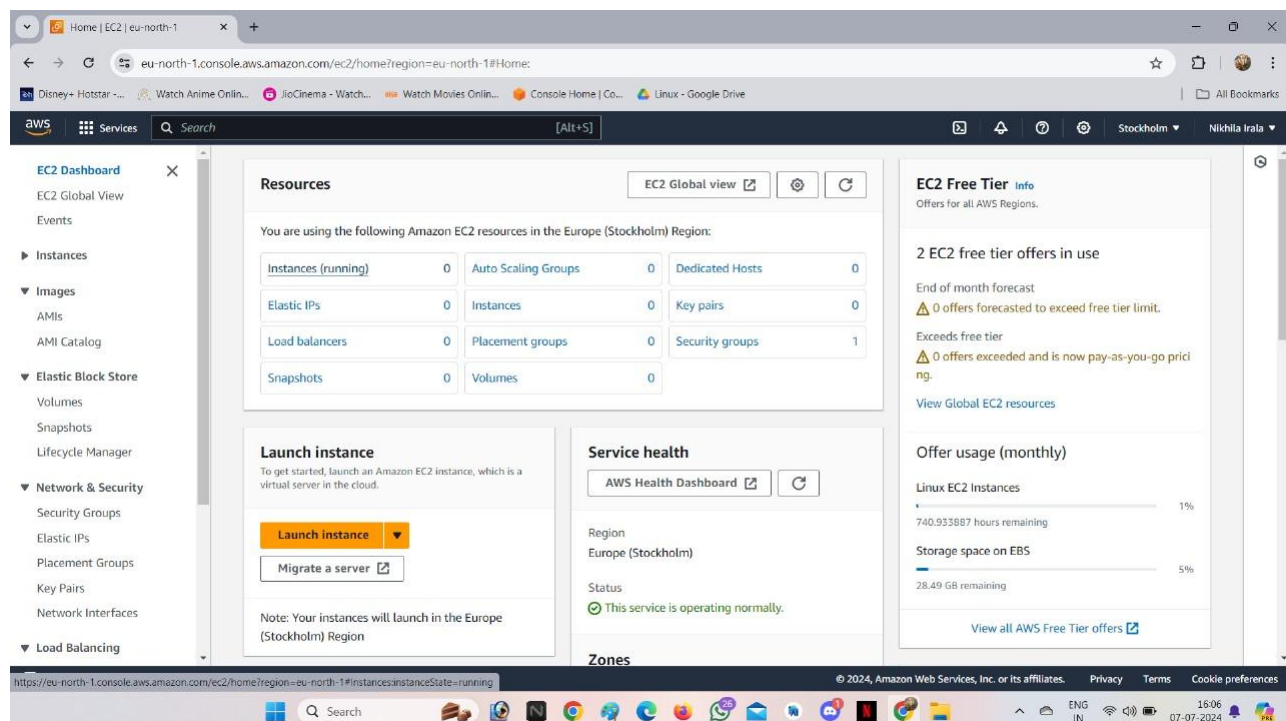 Home | EC2 | eu-north-1
eu-north-1.console.aws.amazon.com/ec2/home?region=eu-north-1#Home:
Disney+ Hotstar -... Watch Anime Onlin... JioCinema - Watch... Watch Movies Onlin... Console Home | Co... Linux - Google Drive All Bookmarks
aws Services Search [Alt+S] Stockholm Nikhila Irala
EC2 Dashboard
EC2 Global View
Events
Instances
Images
AMIs
AMI Catalog
Elastic Block Store
Volumes
Snapshots
Lifecycle Manager
Network & Security
Security Groups
Elastic IPs
Placement Groups
Key Pairs
Network Interfaces
Load Balancing
Resources
EC2 Global view
You are using the following Amazon EC2 resources in the Europe (Stockholm) Region:
Instances (running) 0 Auto Scaling Groups 0 Dedicated Hosts 0
Elastic IPs 0 Instances 0 Key pairs 0
Load balancers 0 Placement groups 0 Security groups 1
Snapshots 0 Volumes 0
Launch instance
To get started, launch an Amazon EC2 instance, which is a
virtual server in the cloud.
Launch instance
Migrate a server
Note: Your instances will launch in the Europe
(Stockholm) Region
Service health
AWS Health Dashboard
Region
Europe (Stockholm)
Status
This service is operating normally.
Zones
EC2 Free Tier Info
Offers for all AWS Regions.
2 EC2 free tier offers in use
End of month forecast
0 offers forecasted to exceed free tier limit.
Exceeds free tier
0 offers exceeded and is now pay-as-you-go prici
ng.
View Global EC2 resources
Offer usage (monthly)
Linux EC2 Instances
1%
740.933887 hours remaining
Storage space on EBS
5%
28.49 GB remaining
View all AWS Free Tier offers
https://eu-north-1.console.aws.amazon.com/ec2/home?region=eu-north-1#Instances:instanceState=running
© 2024, Amazon Web Services, Inc. or its affiliates. Privacy Terms Cookie preferences
Search 26 ENG 16:06
IN 07-07-2024